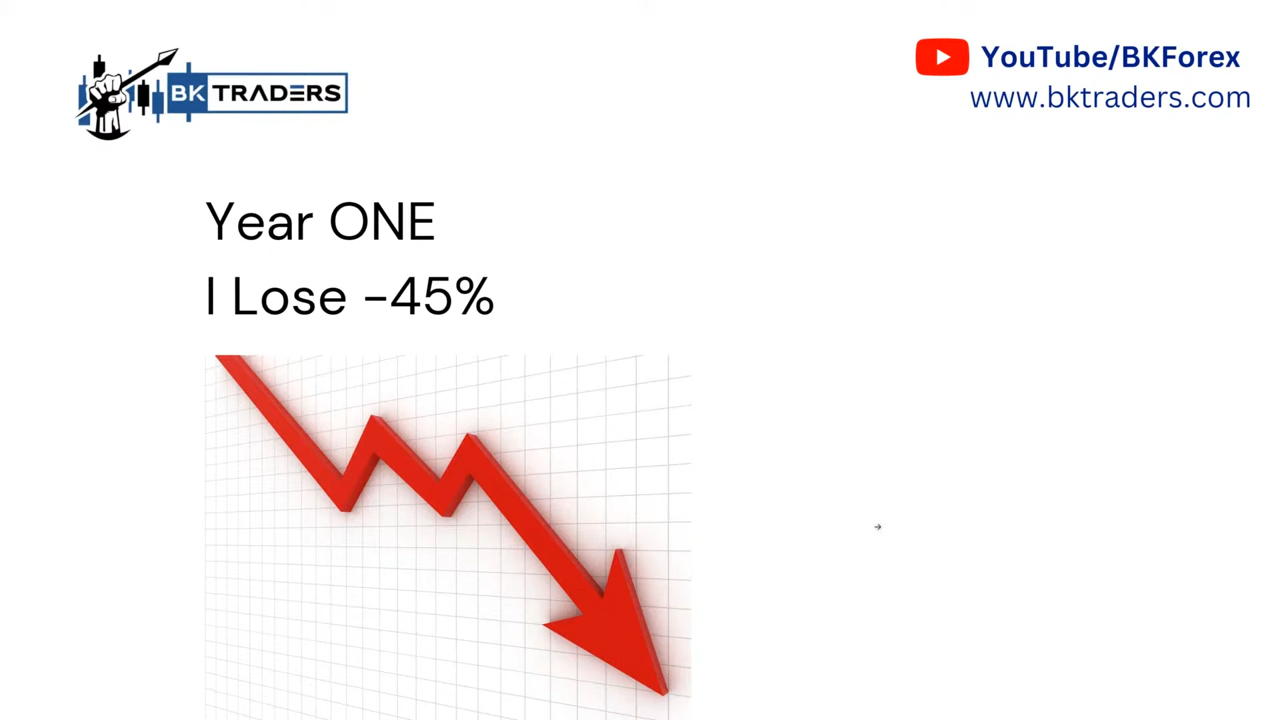 BK TRADERS
YouTube/BKForex
www.bktraders.com
Year ONE
I Lose -45%